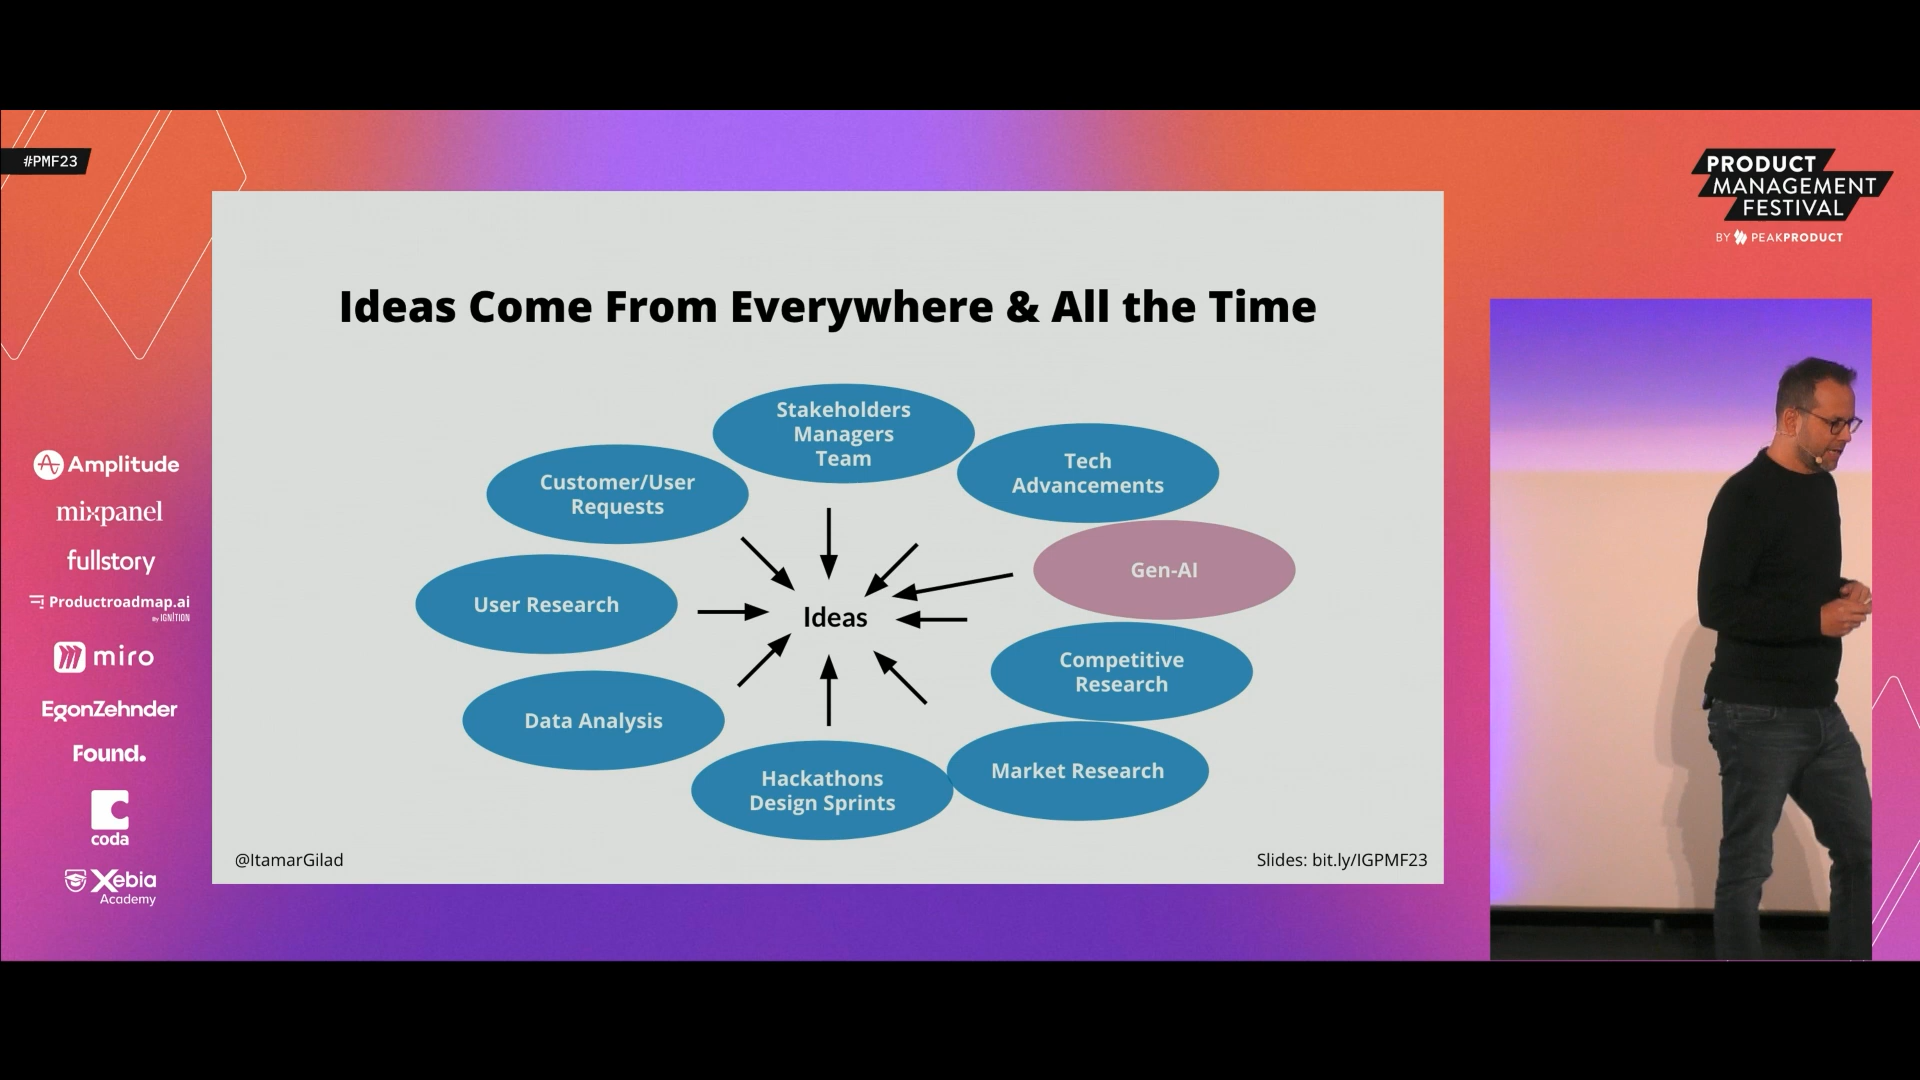 #PMF23
PRODUCT
MANAGEMENT
FESTIVAL
BY PEAKPRODUCT
Ideas Come From Everywhere & All the Time
Stakeholders
Managers
Team
Tech
Advancements
Customer/User
Requests
Gen-AI
User Research
Ideas
Competitive
Research
Data Analysis
Market Research
Hackathons
Design Sprints
@ItamarGilad
Slides: bit.ly/IGPMF23
Amplitude
mixpanel
fullstory
Productroadmap.ai
By IGNITION
miro
EgonZehnder
Found.
coda
Xebia
Academy